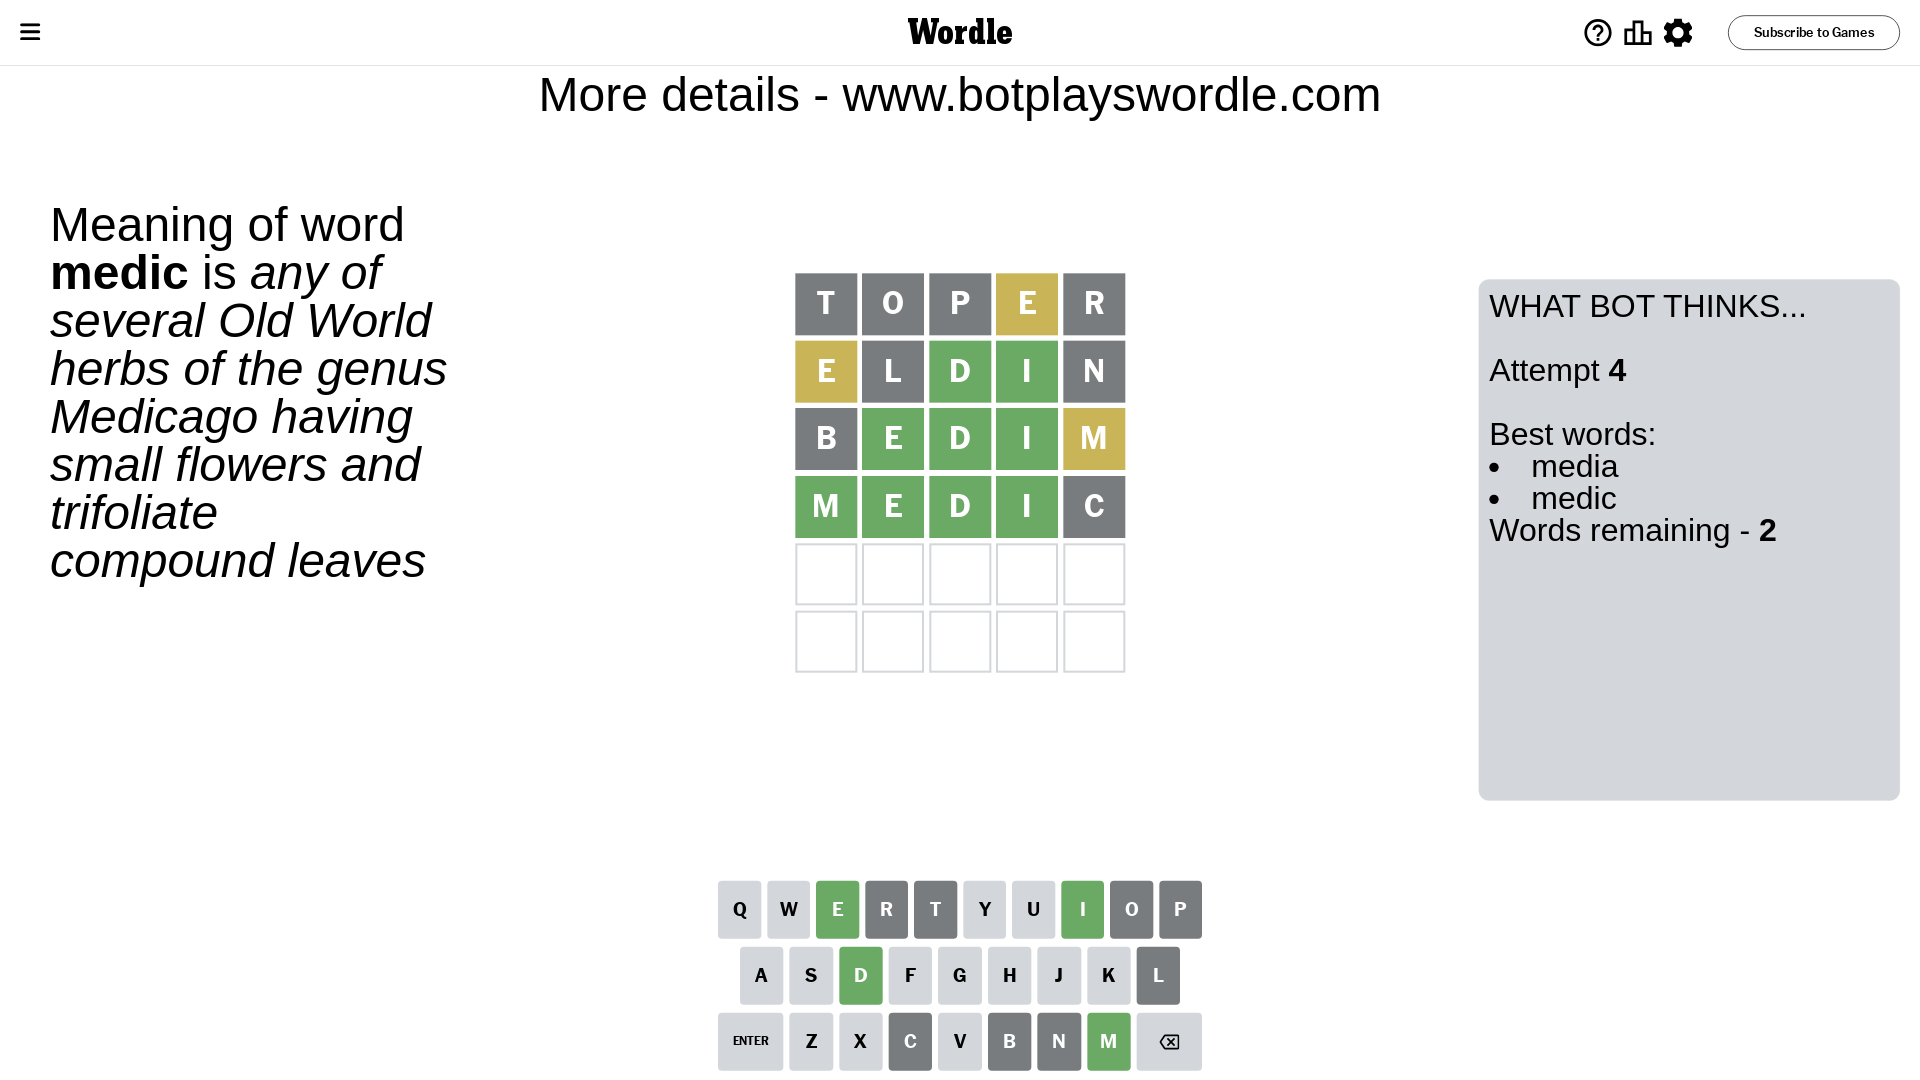 Wordle
Subscribe to Games
More details - www.botplayswordle.com
Meaning of word
medic is any of
several Old World
herbs of the genus
Medicago having
small flowers and
trifoliate
compound leaves
T O P E R
E L D I N
B E D I M
M E D I C
WHAT BOT THINKS...
Attempt 4
Best words:
• media
• medic
Words remaining - 2
Q W E R T Y U I O P
A S D F G H J K L
ENTER Z X C V B N M